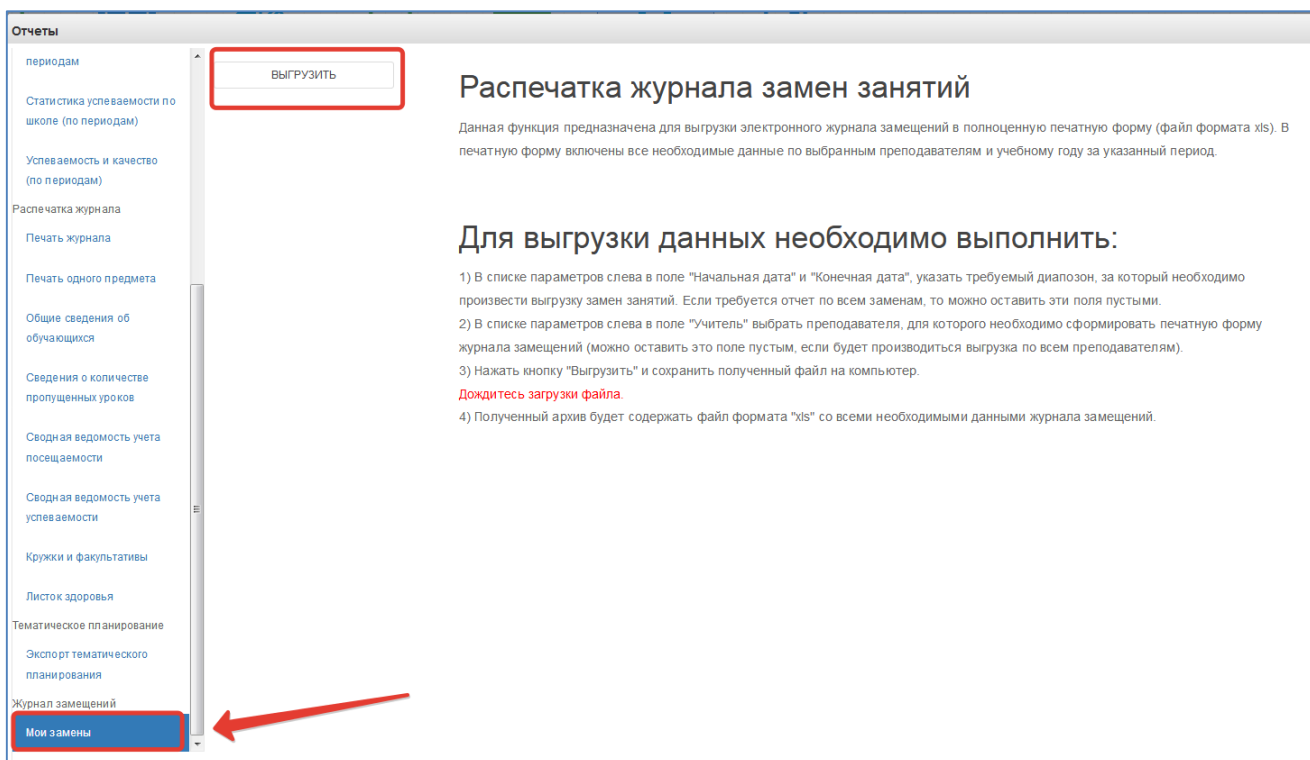 Отчеты
периодам
Статистика успеваемости по
школе (по периодам)
Успеваемость и качество
(по периодам)
Распечатка журнала
Печать журнала
Печать одного предмета
Общие сведения об
обучающихся
Сведения о количестве
пропущенных уроков
Сводная ведомость учета
посещаемости
Сводная ведомость учета
успеваемости
Кружки и факультативы
Листок здоровья
Тематическое планирование
Экспорт тематического
планирования
Журнал замещений
Мои замены
ВЫГРУЗИТЬ
Распечатка журнала замен занятий
Данная функция предназначена для выгрузки электронного журнала замещений в полноценную печатную форму (файл формата xls). В
печатную форму включены все необходимые данные по выбранным преподавателям и учебному году за указанный период.
Для выгрузки данных необходимо выполнить:
1) В списке параметров слева в поле "Начальная дата" и "Конечная дата", указать требуемый диапозон, за который необходимо
произвести выгрузку замен занятий. Если требуется отчет по всем заменам, то можно оставить эти поля пустыми.
2) В списке параметров слева в поле "Учитель" выбрать преподавателя, для которого необходимо сформировать печатную форму
журнала замещений (можно оставить это поле пустым, если будет производиться выгрузка по всем преподавателям).
3) Нажать кнопку "Выгрузить" и сохранить полученный файл на компьютер.
Дождитесь загрузки файла.
4) Полученный архив будет содержать файл формата "xls" со всеми необходимыми данными журнала замещений.